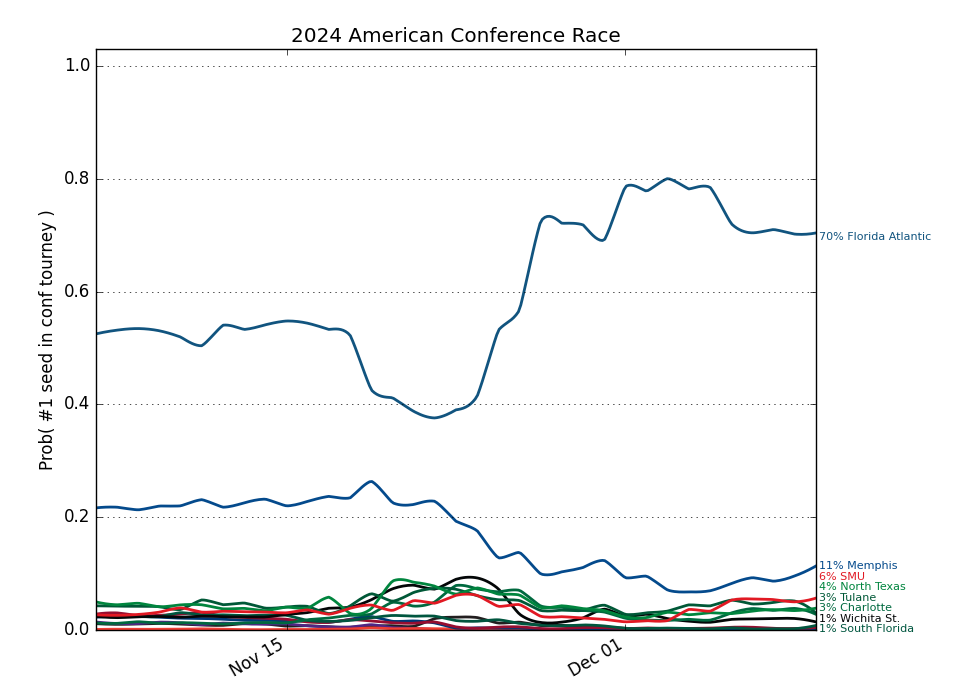 2024 American Conference Race
Prob( #1 seed in conf tourney )
1.0
0.8
0.6
0.4
0.2
0.0
Nov 15
Dec 01
70% Florida Atlantic
11% Memphis
6% SMU
4% North Texas
3% Tulane
3% Charlotte
1% Wichita St.
1% South Florida